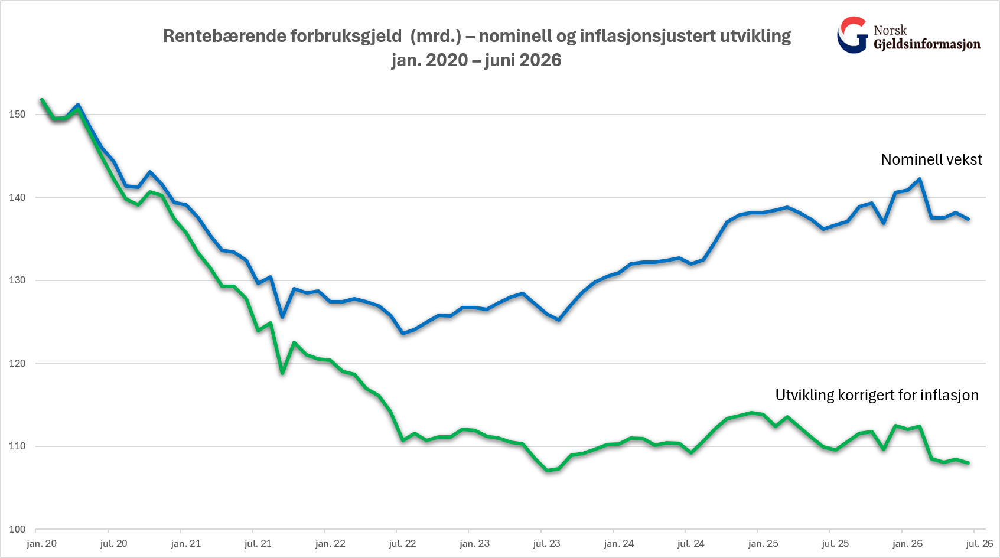 Rentebærende forbruksgjeld  (mrd.) – nominell og inflasjonsjustert utvikling
jan. 2020 – juni 2026
Norsk
Gjeldsinformasjon
150
Nominell vekst
140
130
120
Utvikling korrigert for inflasjon
110
100
jan. 20 jul. 20 jan. 21 jul. 21 jan. 22 jul. 22 jan. 23 jul. 23 jan. 24 jul. 24 jan. 25 jul. 25 jan. 26 jul. 26